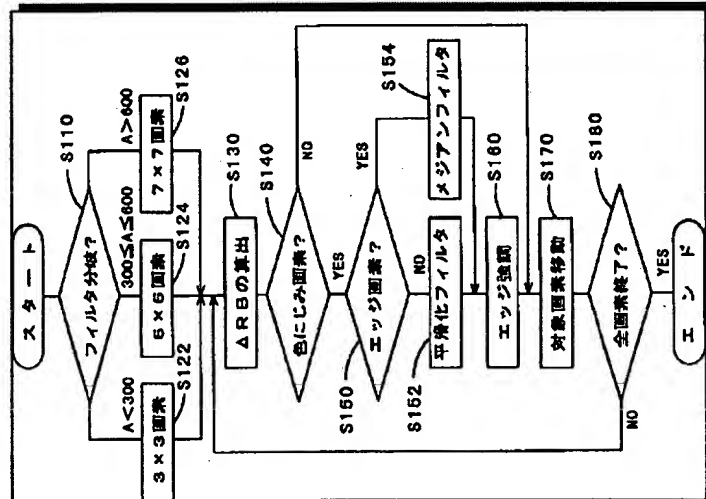 スタート
フィルタ分岐?
S110
A<300
300≤A≤600
A>600
3×3画素
S122
5×5画素
S124
7×7画素
S126
ΔRBの算出
S130
色にじみ画素?
S140
NO
YES
エッジ画素?
S150
YES
NO
平滑化フィルタ
S152
メジアンフィルタ
S154
エッジ強調
S160
対象画素移動
S170
全画素終了?
S180
NO
YES
エンド